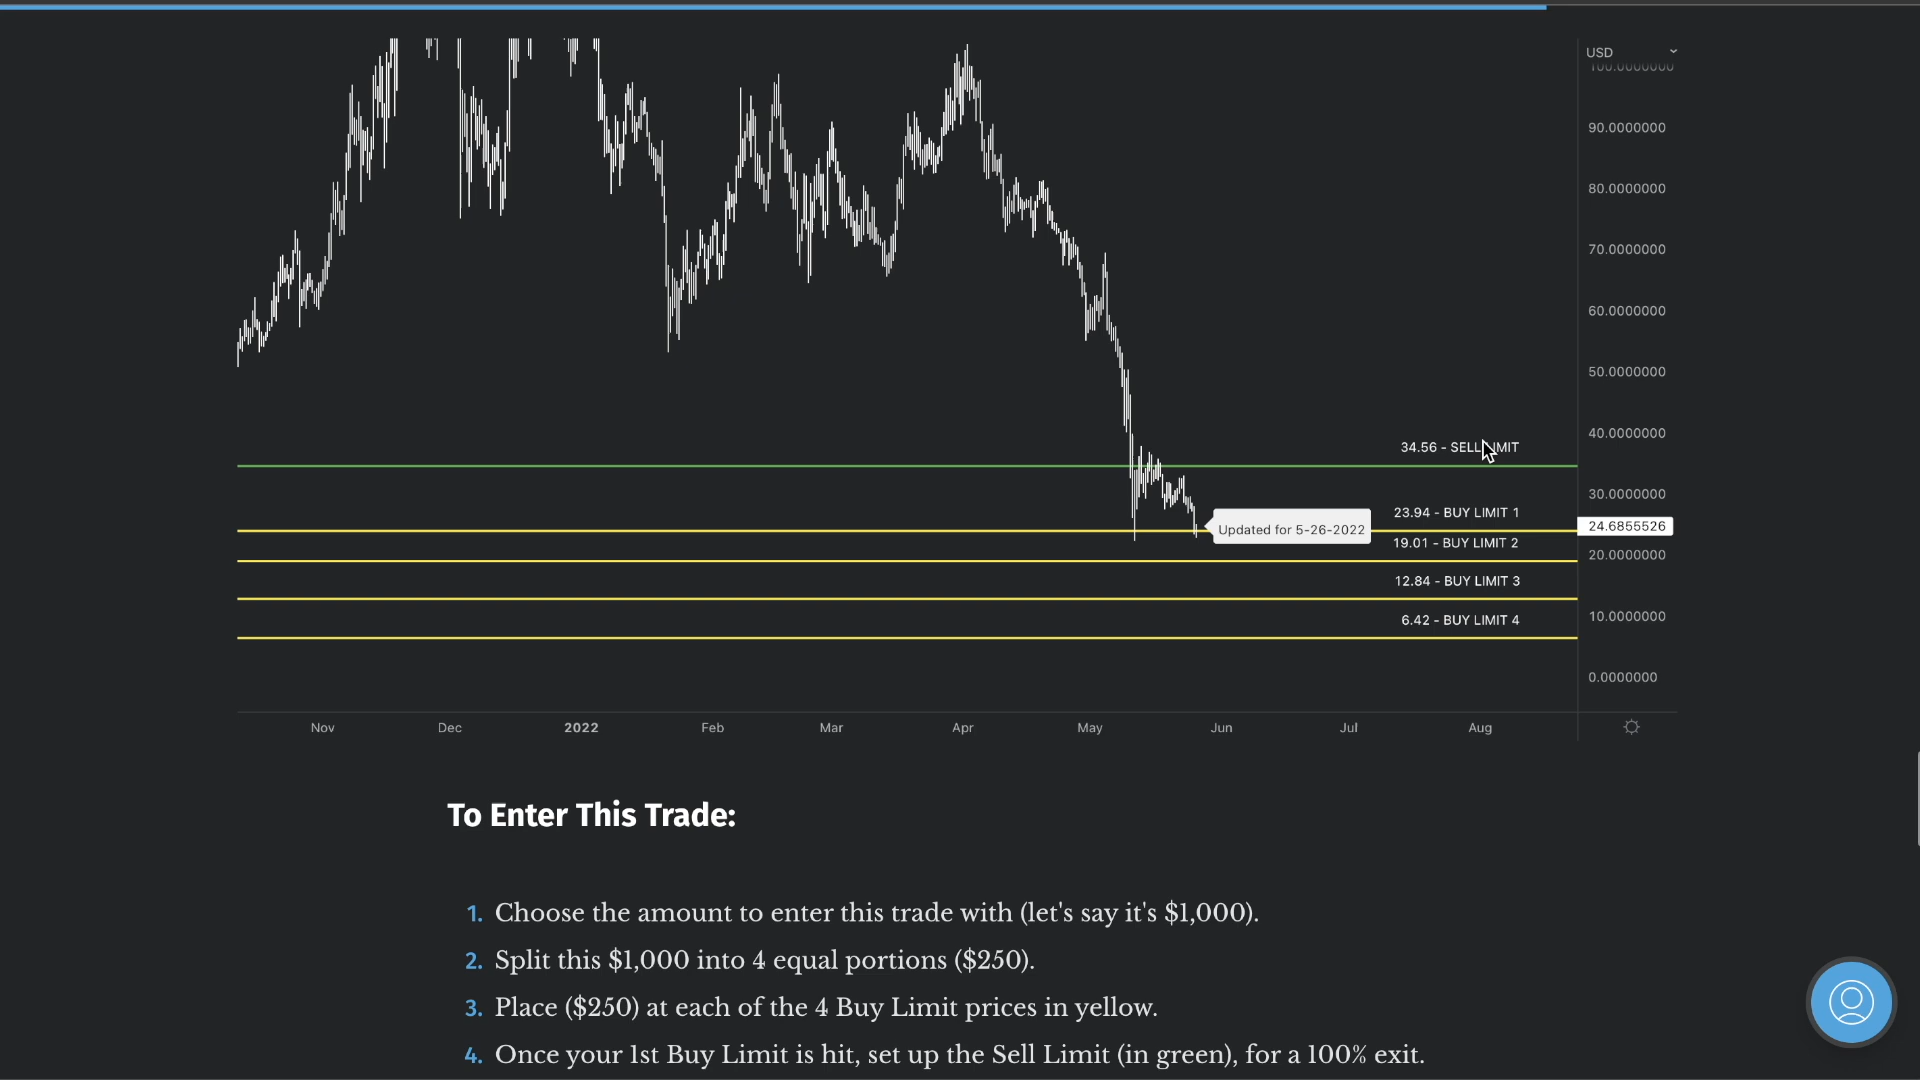 USD
100.0000000
90.0000000
80.0000000
70.0000000
60.0000000
50.0000000
40.0000000
34.56 - SELL LIMIT
30.0000000
23.94 - BUY LIMIT 1
24.6855526
Updated for 5-26-2022
19.01 - BUY LIMIT 2
20.0000000
12.84 - BUY LIMIT 3
10.0000000
6.42 - BUY LIMIT 4
0.0000000
Nov Dec 2022 Feb Mar Apr May Jun Jul Aug
To Enter This Trade:
1. Choose the amount to enter this trade with (let's say it's $1,000).
2. Split this $1,000 into 4 equal portions ($250).
3. Place ($250) at each of the 4 Buy Limit prices in yellow.
4. Once your 1st Buy Limit is hit, set up the Sell Limit (in green), for a 100% exit.